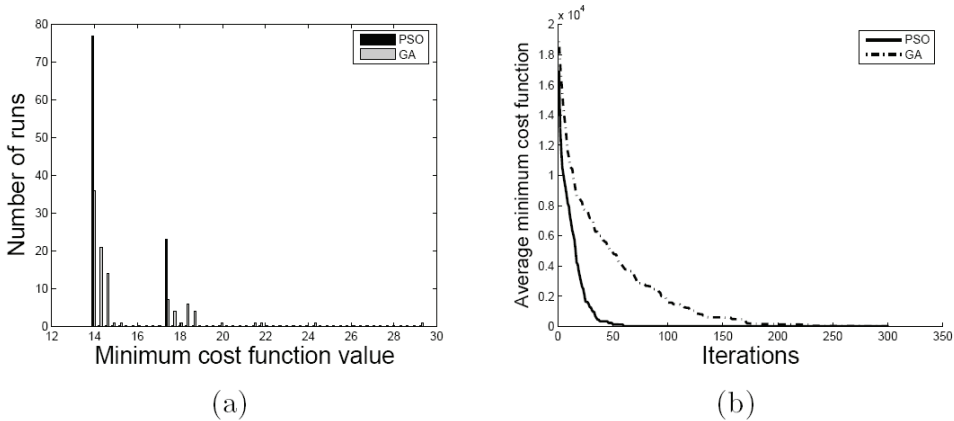 80
70
60
50
40
30
20
10
0
12 14 16 18 20 22 24 26 28 30
Number of runs
Minimum cost function value
PSO
GA
(a)
x 10^4
2
1.8
1.6
1.4
1.2
1
0.8
0.6
0.4
0.2
0
0 50 100 150 200 250 300 350
Average minimum cost function
Iterations
PSO
GA
(b)